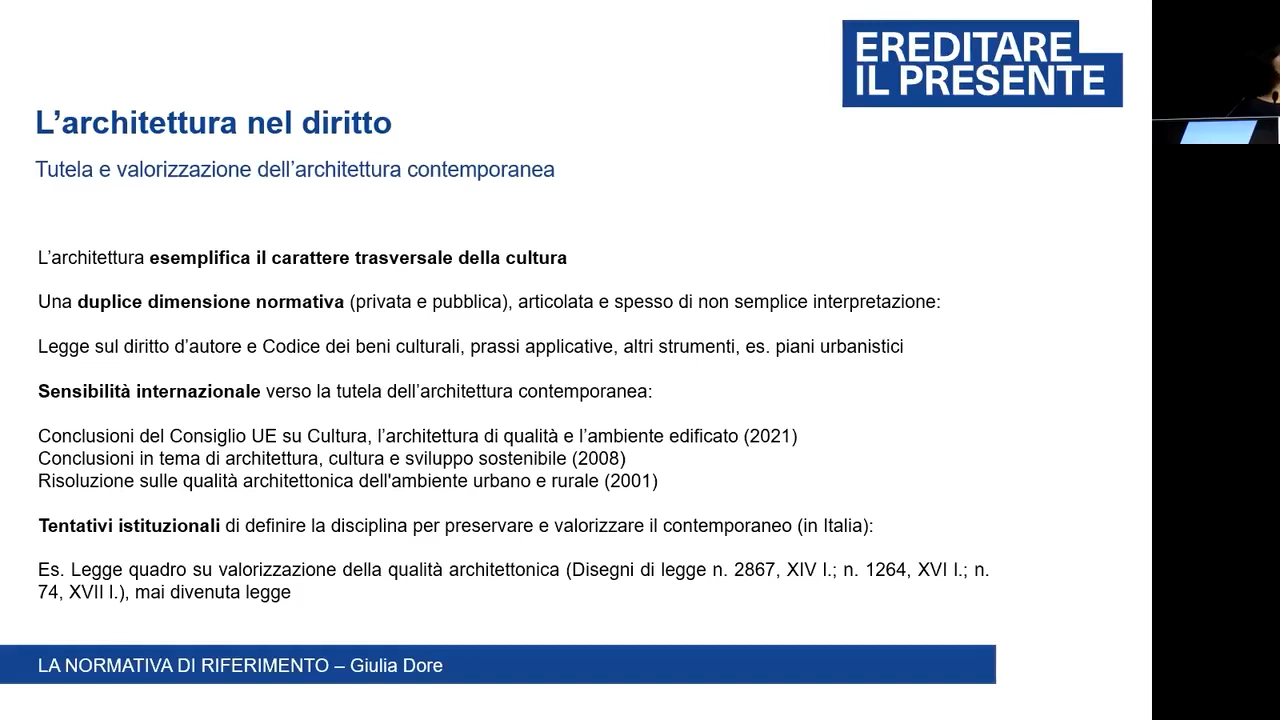 EREDITARE
IL PRESENTE
L’architettura nel diritto
Tutela e valorizzazione dell’architettura contemporanea
L’architettura esemplifica il carattere trasversale della cultura
Una duplice dimensione normativa (privata e pubblica), articolata e spesso di non semplice interpretazione:
Legge sul diritto d’autore e Codice dei beni culturali, prassi applicative, altri strumenti, es. piani urbanistici
Sensibilità internazionale verso la tutela dell’architettura contemporanea:
Conclusioni del Consiglio UE su Cultura, l’architettura di qualità e l’ambiente edificato (2021)
Conclusioni in tema di architettura, cultura e sviluppo sostenibile (2008)
Risoluzione sulle qualità architettonica dell'ambiente urbano e rurale (2001)
Tentativi istituzionali di definire la disciplina per preservare e valorizzare il contemporaneo (in Italia):
Es. Legge quadro su valorizzazione della qualità architettonica (Disegni di legge n. 2867, XIV l.; n. 1264, XVI l.; n.
74, XVII l.), mai divenuta legge
LA NORMATIVA DI RIFERIMENTO – Giulia Dore